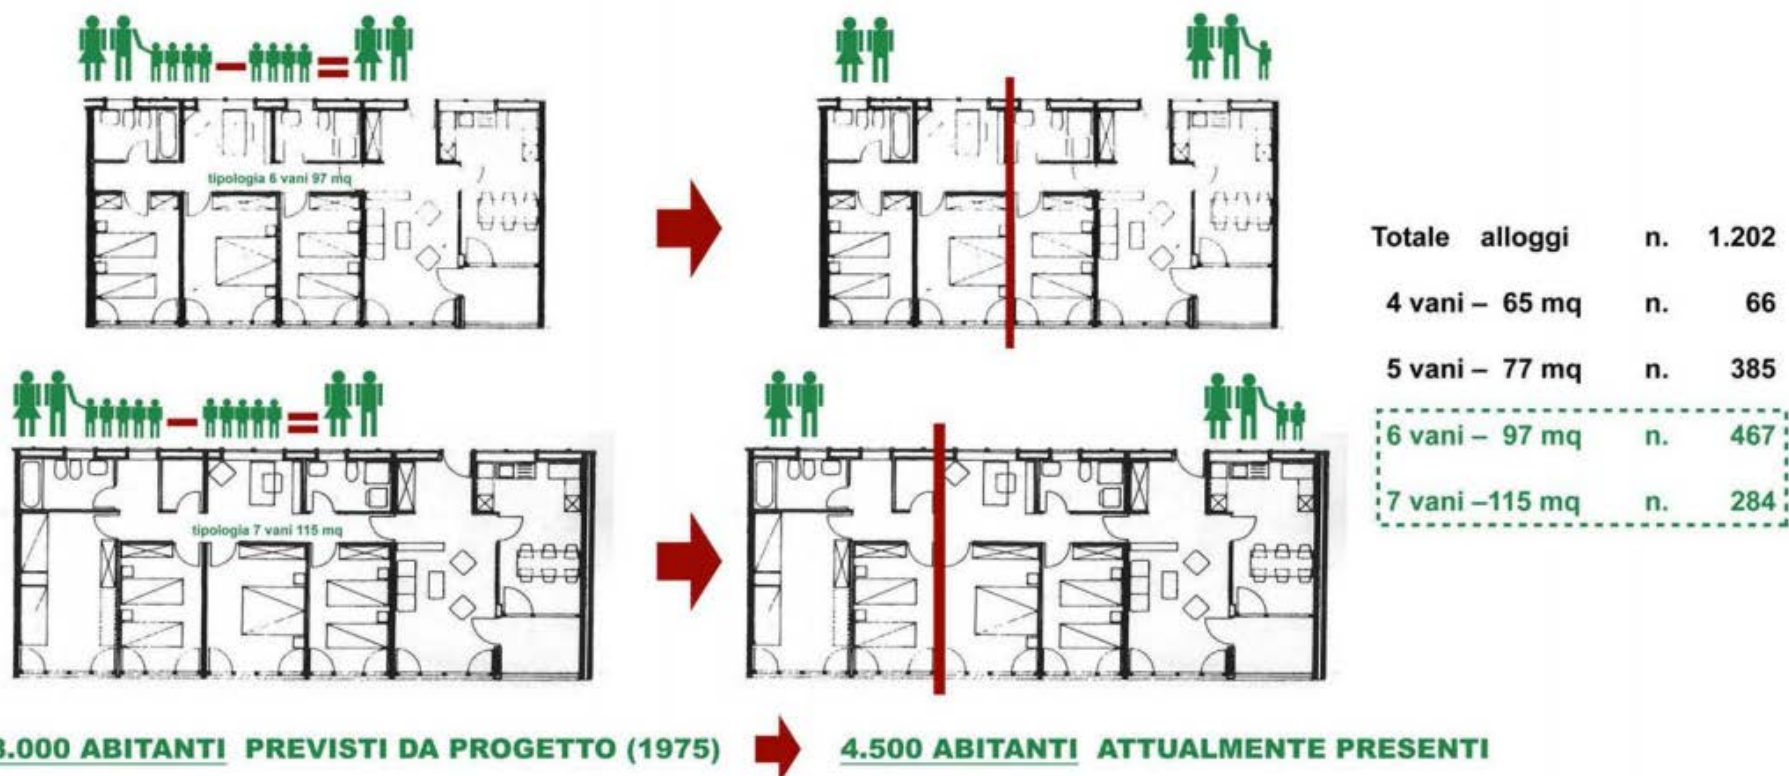 tipologia 6 vani 97 mq
Totale alloggi n. 1.202
4 vani – 65 mq n. 66
5 vani – 77 mq n. 385
6 vani – 97 mq n. 467
7 vani –115 mq n. 284
tipologia 7 vani 115 mq
.000 ABITANTI PREVISTI DA PROGETTO (1975)
4.500 ABITANTI ATTUALMENTE PRESENTI